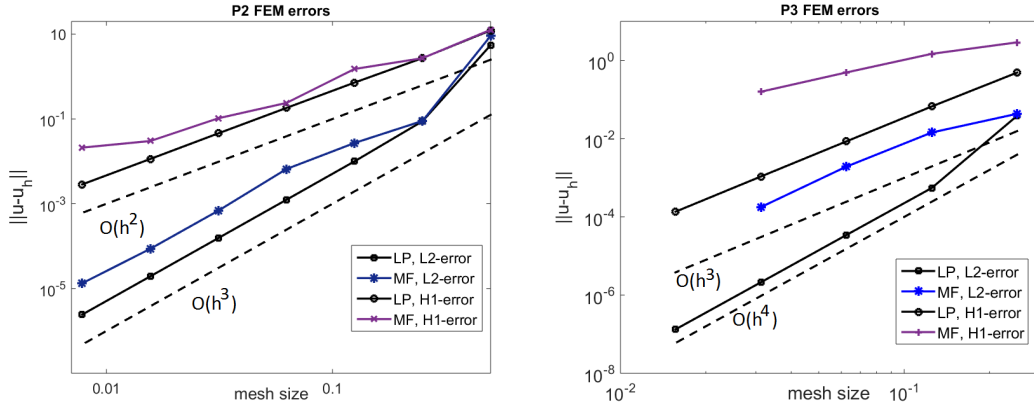 P2 FEM errors
10
10^-1
10^-3
10^-5
||u-u_h||
O(h^2)
O(h^3)
LP, L2-error
MF, L2-error
LP, H1-error
MF, H1-error
0.01
0.1
mesh size
P3 FEM errors
10^0
10^-2
10^-4
10^-6
10^-8
||u-u_h||
O(h^3)
O(h^4)
LP, L2-error
MF, L2-error
LP, H1-error
MF, H1-error
10^-2
10^-1
mesh size